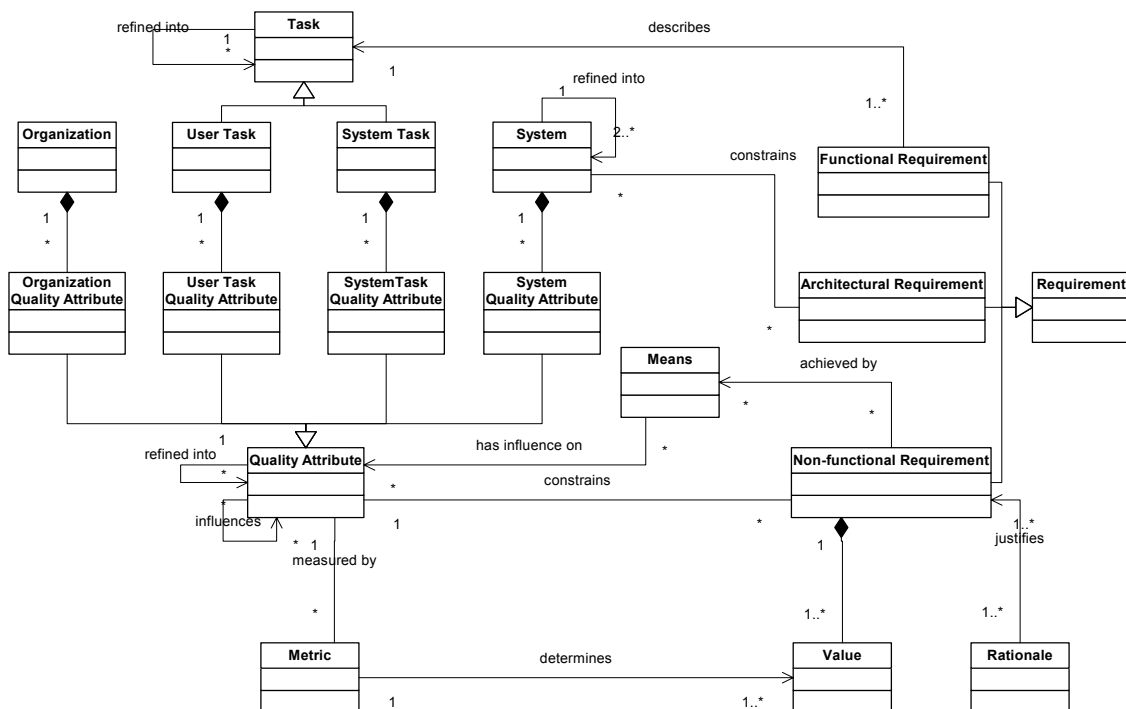 Task
refined into
1
*
describes
1
1..*
refined into
1
2..*
Organization
User Task
System Task
System
constrains
*
Functional Requirement
1
*
1
*
1
*
1
*
Organization
Quality Attribute
User Task
Quality Attribute
SystemTask
Quality Attribute
System
Quality Attribute
Architectural Requirement
Requirement
*
Means
achieved by
*
*
1
refined into
*
Quality Attribute
has influence on
*
*
Non-functional Requirement
constrains
*
influences
*
1
*
1
measured by
1
1..*
justifies
*
1..*
1..*
Metric
determines
Value
Rationale
1
1..*